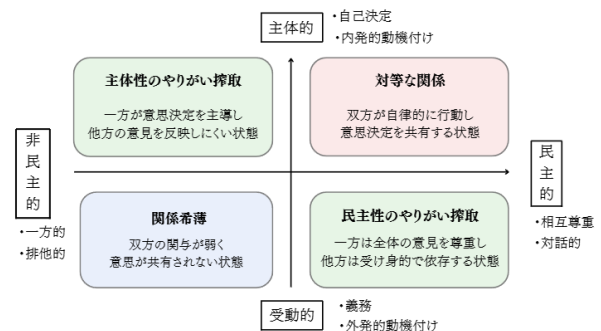 主体的
・自己決定
・内発的動機付け
主体性のやりがい搾取
一方が意思決定を主導し
他方の意見を反映しにくい状態
対等な関係
双方が自律的に行動し
意思決定を共有する状態
非民主的
・一方的
・排他的
民主的
・相互尊重
・対話的
関係希薄
双方の関与が弱く
意思が共有されない状態
民主性のやりがい搾取
一方は全体の意見を尊重し
他方は受け身的で依存する状態
受動的
・義務
・外発的動機付け